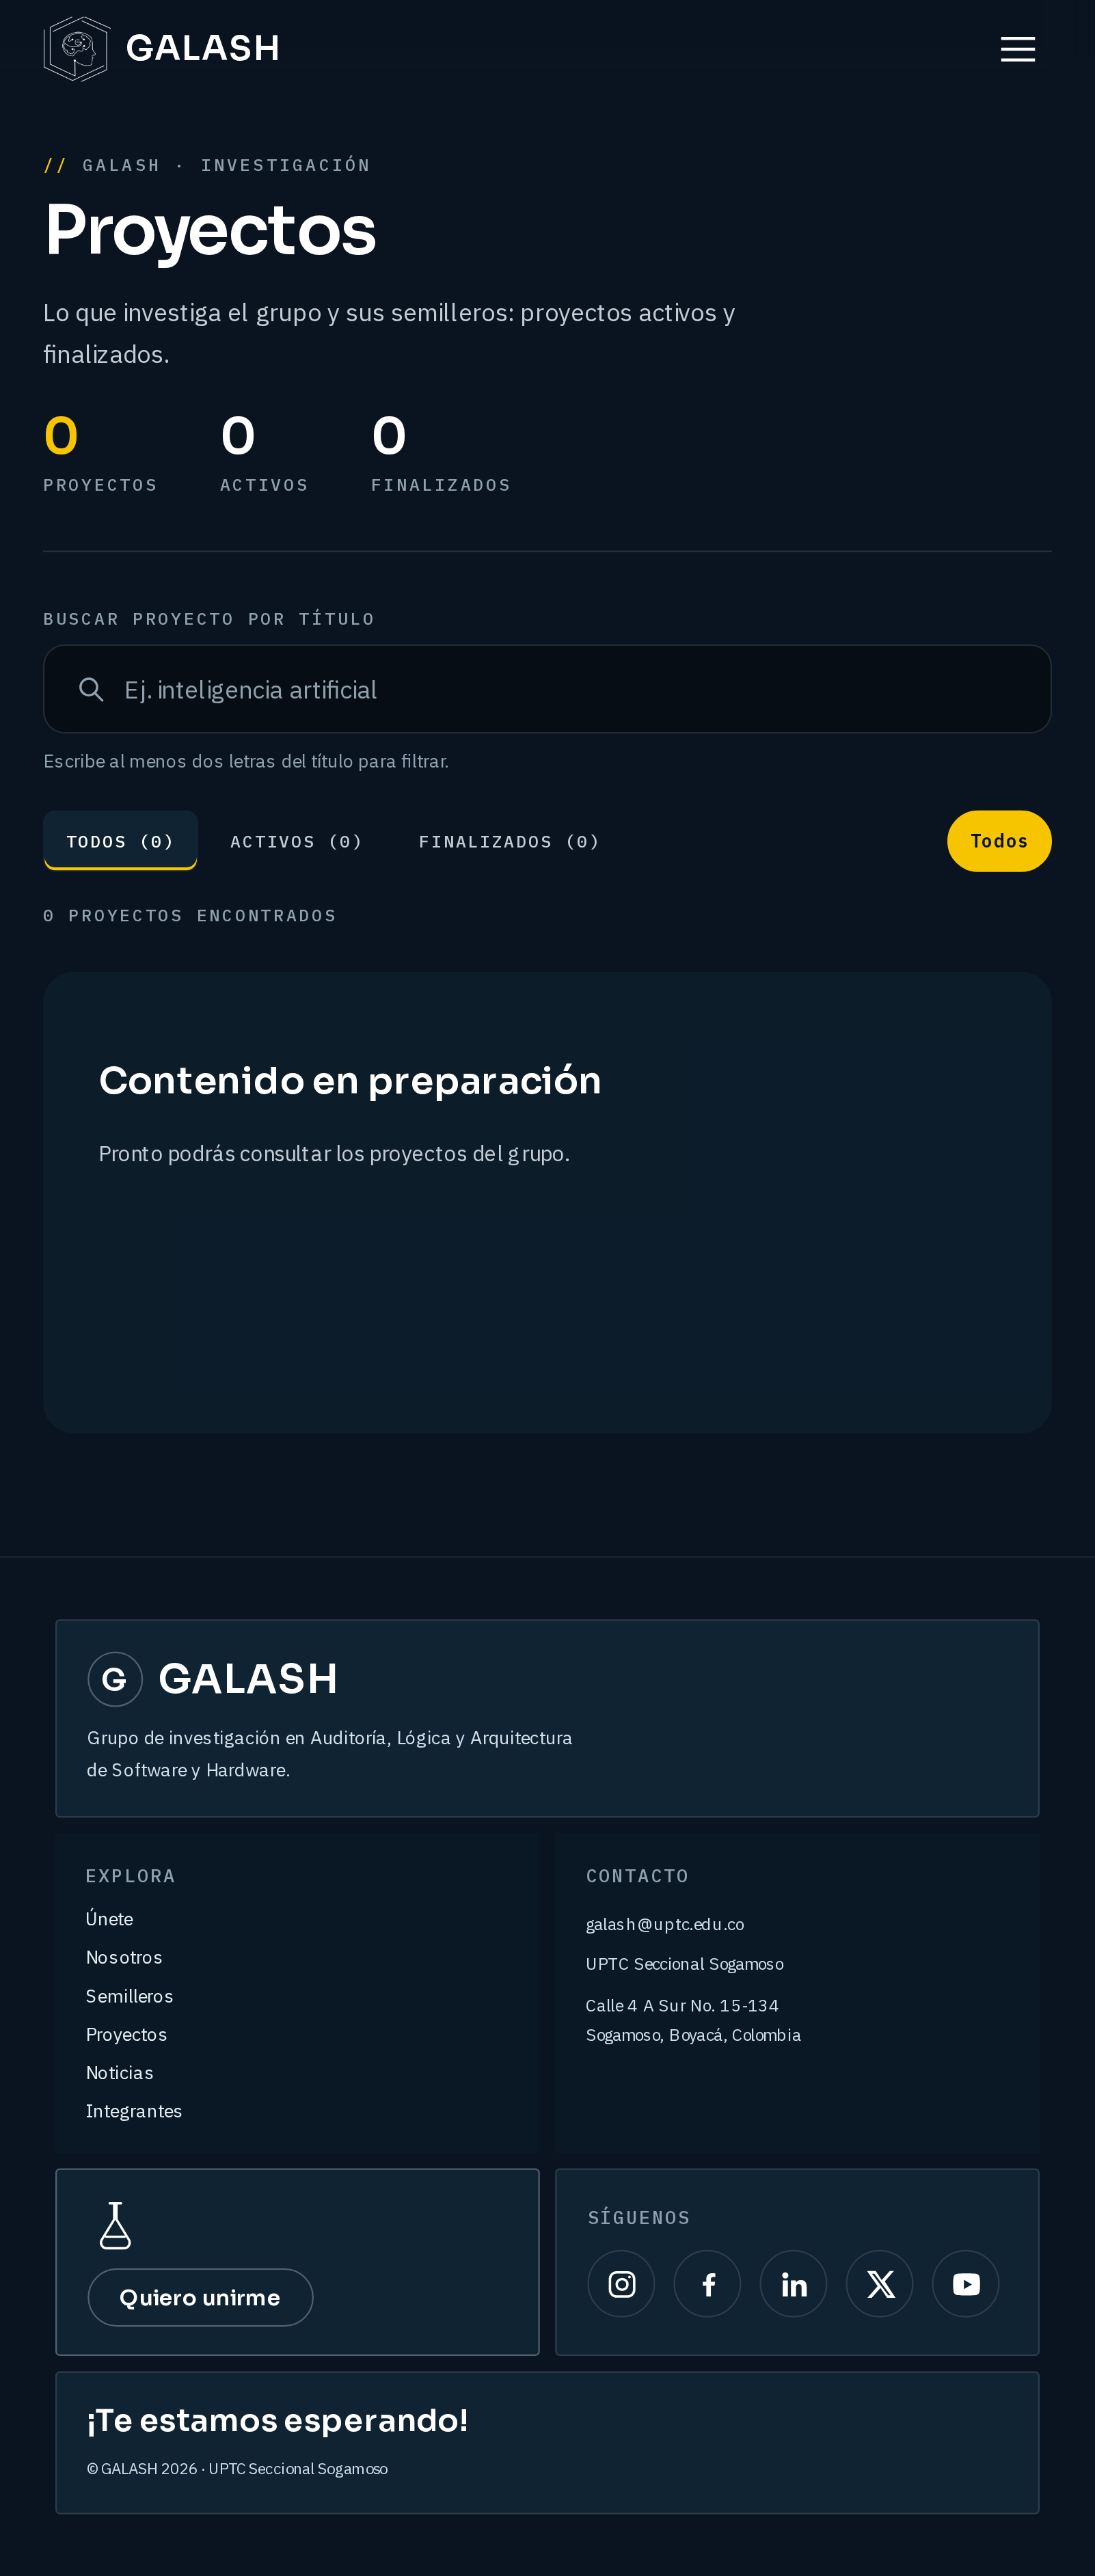 GALASH
// GALASH · INVESTIGACIÓN
Proyectos
Lo que investiga el grupo y sus semilleros: proyectos activos y
finalizados.
0 0 0
PROYECTOS ACTIVOS FINALIZADOS
BUSCAR PROYECTO POR TÍTULO
Ej. inteligencia artificial
Escribe al menos dos letras del título para filtrar.
TODOS (0) ACTIVOS (0) FINALIZADOS (0) Todos
0 PROYECTOS ENCONTRADOS
Contenido en preparación
Pronto podrás consultar los proyectos del grupo.
G GALASH
Grupo de investigación en Auditoría, Lógica y Arquitectura
de Software y Hardware.
EXPLORA
Únete
Nosotros
Semilleros
Proyectos
Noticias
Integrantes
CONTACTO
galash@uptc.edu.co
UPTC Seccional Sogamoso
Calle 4 A Sur No. 15-134
Sogamoso, Boyacá, Colombia
Quiero unirme
SÍGUENOS
¡Te estamos esperando!
© GALASH 2026 · UPTC Seccional Sogamoso